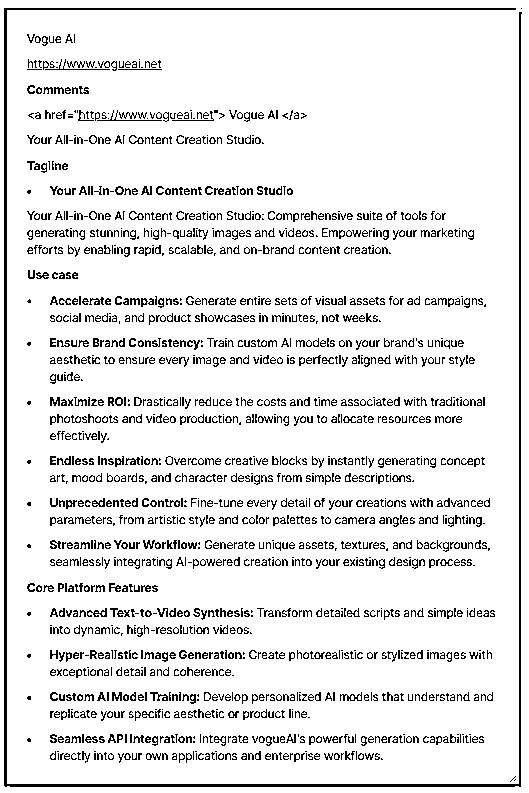 Vogue AI
https://www.vogueai.net
Comments
<a href="https://www.vogueai.net"> Vogue AI </a>
Your All-in-One AI Content Creation Studio.
Tagline
• Your All-in-One AI Content Creation Studio
Your All-in-One AI Content Creation Studio: Comprehensive suite of tools for
generating stunning, high-quality images and videos. Empowering your marketing
efforts by enabling rapid, scalable, and on-brand content creation.
Use case
• Accelerate Campaigns: Generate entire sets of visual assets for ad campaigns,
social media, and product showcases in minutes, not weeks.
• Ensure Brand Consistency: Train custom AI models on your brand's unique
aesthetic to ensure every image and video is perfectly aligned with your style
guide.
• Maximize ROI: Drastically reduce the costs and time associated with traditional
photoshoots and video production, allowing you to allocate resources more
effectively.
• Endless Inspiration: Overcome creative blocks by instantly generating concept
art, mood boards, and character designs from simple descriptions.
• Unprecedented Control: Fine-tune every detail of your creations with advanced
parameters, from artistic style and color palettes to camera angles and lighting.
• Streamline Your Workflow: Generate unique assets, textures, and backgrounds,
seamlessly integrating AI-powered creation into your existing design process.
Core Platform Features
• Advanced Text-to-Video Synthesis: Transform detailed scripts and simple ideas
into dynamic, high-resolution videos.
• Hyper-Realistic Image Generation: Create photorealistic or stylized images with
exceptional detail and coherence.
• Custom AI Model Training: Develop personalized AI models that understand and
replicate your specific aesthetic or product line.
• Seamless API Integration: Integrate vogueAI's powerful generation capabilities
directly into your own applications and enterprise workflows.